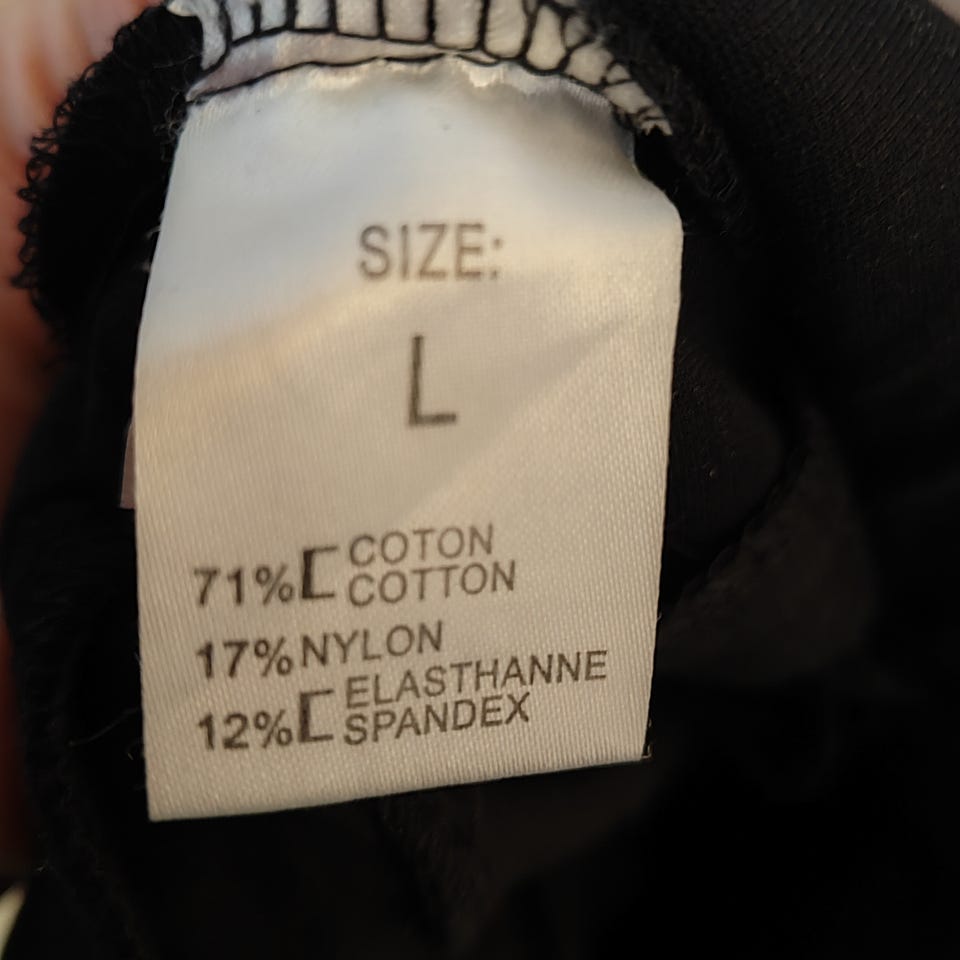 SIZE:
L
71% COTON
COTTON
17% NYLON
12% ELASTHANNE
SPANDEX